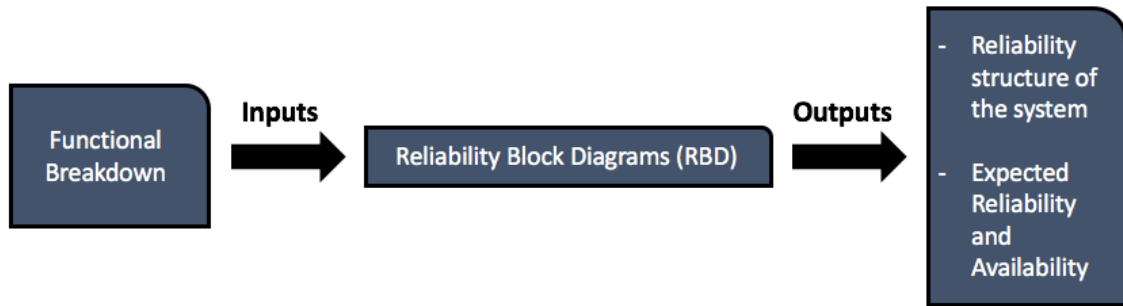 Functional
Breakdown
Inputs
Reliability Block Diagrams (RBD)
Outputs
- Reliability
structure of
the system
- Expected
Reliability
and
Availability